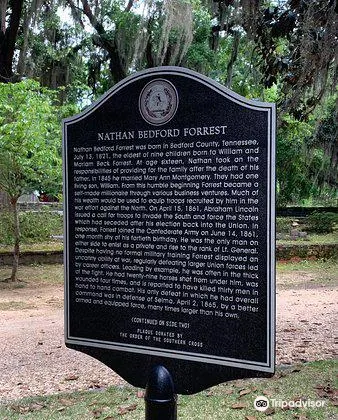 NATHAN BEDFORD FORREST
Nathan Bedford Forrest was born in Bedford County, Tennessee,
July 13, 1821, the eldest of nine children born to William and
Mariam Beck Forrest. At age sixteen, Nathan took on the
responsibilities of providing for the family after the death of his
father. In 1845 he married Mary Ann Montgomery. They had one
living son, William. From this humble beginning Forrest became a
self-made millionaire through various business ventures. Much of
his wealth would be used to equip troops recruited by him in the
war effort against the North. On April 15, 1861, Abraham Lincoln
issued a call for troops to invade the South and force the States
which had seceded after his election back into the Union. In
response, Forrest joined the Confederate Army on June 14, 1861,
one month shy of his fortieth birthday. He was the only man on
either side to enlist as a private and rise to the rank of Lt. General.
Despite having no formal military training Forrest displayed an
uncanny ability of war, regularly defeating larger Union forces led
by career officers. Leading by example, he was often in the thick
of the fight. He had twenty-nine horses shot from under him, was
wounded four times, and is reported to have killed thirty men in
hand to hand combat. His only defeat in which he had overall
command was in defense of Selma, April 2, 1865, by a better
armed and equipped force, many times larger than his own.
(CONTINUED ON SIDE TWO)
PLAQUE DONATED BY
THE ORDER OF THE SOUTHERN CROSS
Tripadvisor